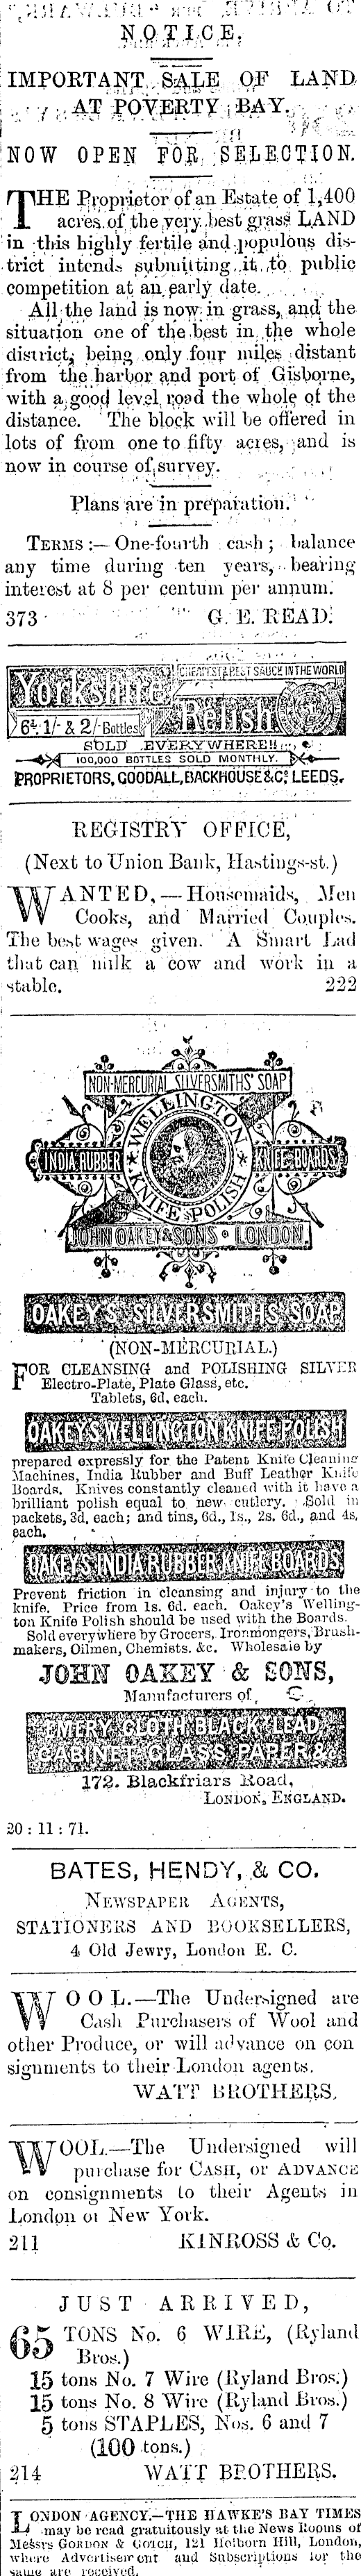 NOTICE.
IMPORTANT SALE OF LAND
AT POVERTY BAY.
NOW OPEN FOR SELECTION.
THE Proprietor of an Estate of 1,400
acres of the very best grass LAND
in this highly fertile and populous dis-
trict intends submitting it to public
competition at an early date.
All the land is now in grass, and the
situation one of the best in the whole
district, being only four miles distant
from the harbor and port of Gisborne,
with a good level road the whole of the
distance. The block will be offered in
lots of from one to fifty acres, and is
now in course of survey.
Plans are in preparation.
TERMS:— One-fourth cash; balance
any time during ten years, bearing
interest at 8 per centum per annum.
373 G. E. READ.
Yorkshire
Relish
SAUCE IN THE WORLD
6d. 1/- & 2/- Bottles
SOLD EVERYWHERE!!
100,000 BOTTLES SOLD MONTHLY.
PROPRIETORS, GOODALL, BACKHOUSE & Co. LEEDS.
REGISTRY OFFICE,
(Next to Union Bank, Hastings-st.)
WANTED,—Housemaids, Men
Cooks, and Married Couples.
The best wages given. A Smart Lad
that can milk a cow and work in a
stable. 222
NON-MERCURIAL SILVERSMITHS' SOAP
WELLINGTON
INDIA RUBBER KNIFE-BOARDS
KNIFE POLISH
JOHN OAKEY & SONS • LONDON.
OAKEY'S SILVERSMITHS' SOAP
(NON-MERCURIAL.)
FOR CLEANSING and POLISHING SILVER
Electro-Plate, Plate Glass, etc.
Tablets, 6d. each.
OAKEY'S WELLINGTON KNIFE POLISH
prepared expressly for the Patent Knife Cleaning
Machines, India Rubber and Buff Leather Knife
Boards. Knives constantly cleaned with it have a
brilliant polish equal to new cutlery. Sold in
packets, 3d. each; and tins, 6d., 1s., 2s. 6d., and 4s.
each.
OAKEY'S INDIA RUBBER KNIFE BOARDS
Prevent friction in cleansing and injury to the
knife. Price from 1s. 6d. each. Oakey's Welling-
ton Knife Polish should be used with the Boards.
Sold everywhere by Grocers, Ironmongers, Brush-
makers, Oilmen, Chemists. &c. Wholesale by
JOHN OAKEY & SONS,
Manufacturers of
EMERY CLOTH BLACK LEAD
CABINET GLASS PAPER &c
172. Blackfriars Road,
LONDON, ENGLAND.
20 : 11 : 71.
BATES, HENDY, & CO.
NEWSPAPER AGENTS,
STATIONERS AND BOOKSELLERS,
4 Old Jewry, London E. C.
WOOL.—The Undersigned are
Cash Purchasers of Wool and
other Produce, or will advance on con
signments to their London agents.
WATT BROTHERS.
WOOL.—The Undersigned will
purchase for CASH, or ADVANCE
on consignments to their Agents in
London or New York.
211 KINROSS & Co.
JUST ARRIVED,
65 TONS No. 6 WIRE, (Ryland
Bros.)
15 tons No. 7 Wire (Ryland Bros.)
15 tons No. 8 Wire (Ryland Bros.)
5 tons STAPLES, Nos. 6 and 7
(100 tons.)
214 WATT BROTHERS.
LONDON AGENCY.—THE HAWKE'S BAY TIMES
may be read gratuitously at the News Rooms of
Messrs GORDON & GOTCH, 121 Holborn Hill, London,
where Advertisement and Subscriptions for the
same are received.